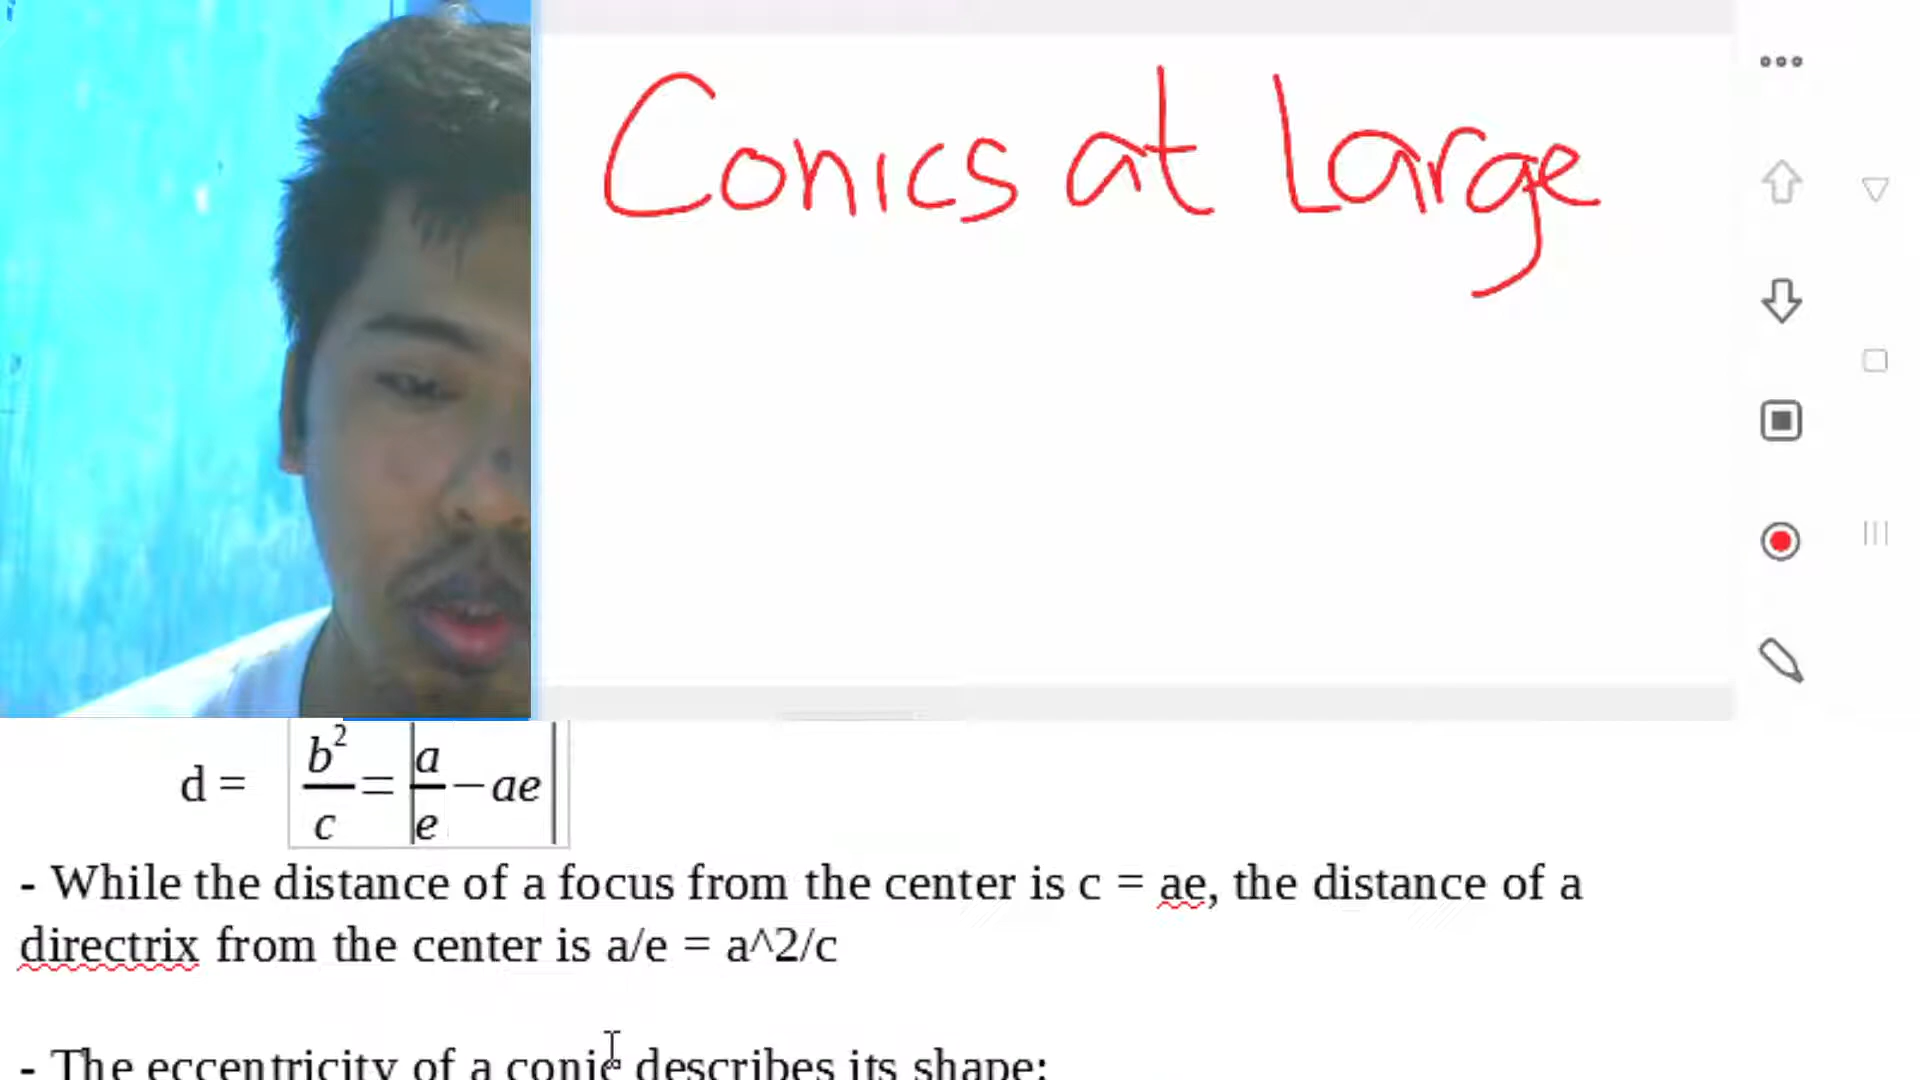 Conics at Large
d = b²/c = |a/e − ae|
- While the distance of a focus from the center is c = ae, the distance of a
directrix from the center is a/e = a^2/c
- The eccentricity of a conic describes its shape: